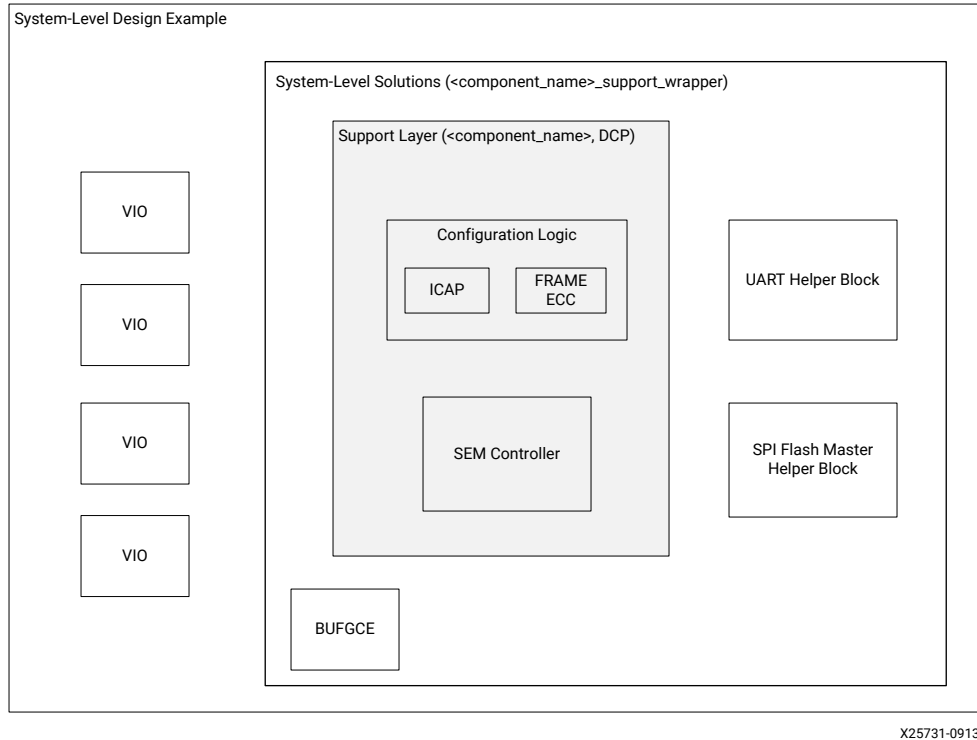 System-Level Design Example
System-Level Solutions (<component_name>_support_wrapper)
Support Layer (<component_name>, DCP)
VIO
Configuration Logic
ICAP
FRAME
ECC
UART Helper Block
VIO
VIO
SEM Controller
SPI Flash Master
Helper Block
VIO
BUFGCE
X25731-0913